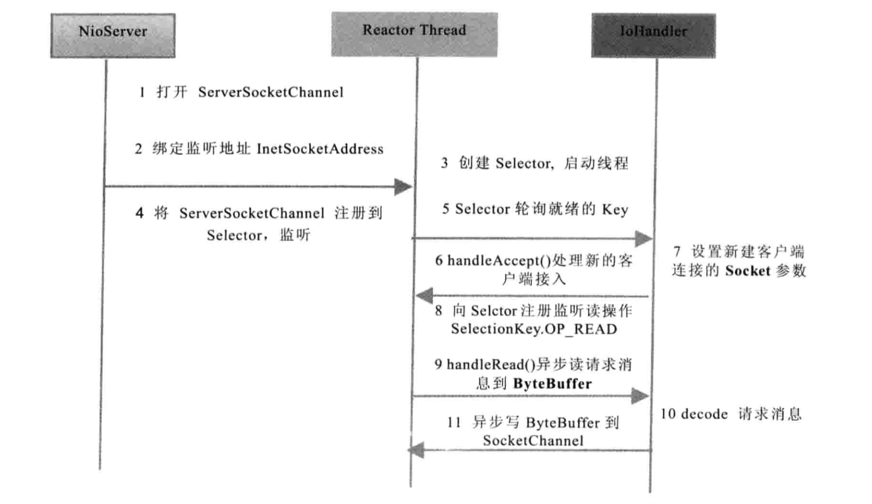 NioServer
Reactor Thread
IoHandler
1 打开 ServerSocketChannel
2 绑定监听地址 InetSocketAddress
3 创建 Selector, 启动线程
4 将 ServerSocketChannel 注册到
Selector，监听
5 Selector 轮询就绪的 Key
6 handleAccept()处理新的客
户端接入
7 设置新建客户端
连接的 Socket 参数
8 向 Selctor 注册监听读操作
SelectionKey.OP_READ
9 handleRead()异步读请求消
息到 ByteBuffer
10 decode 请求消息
11 异步写 ByteBuffer 到
SocketChannel